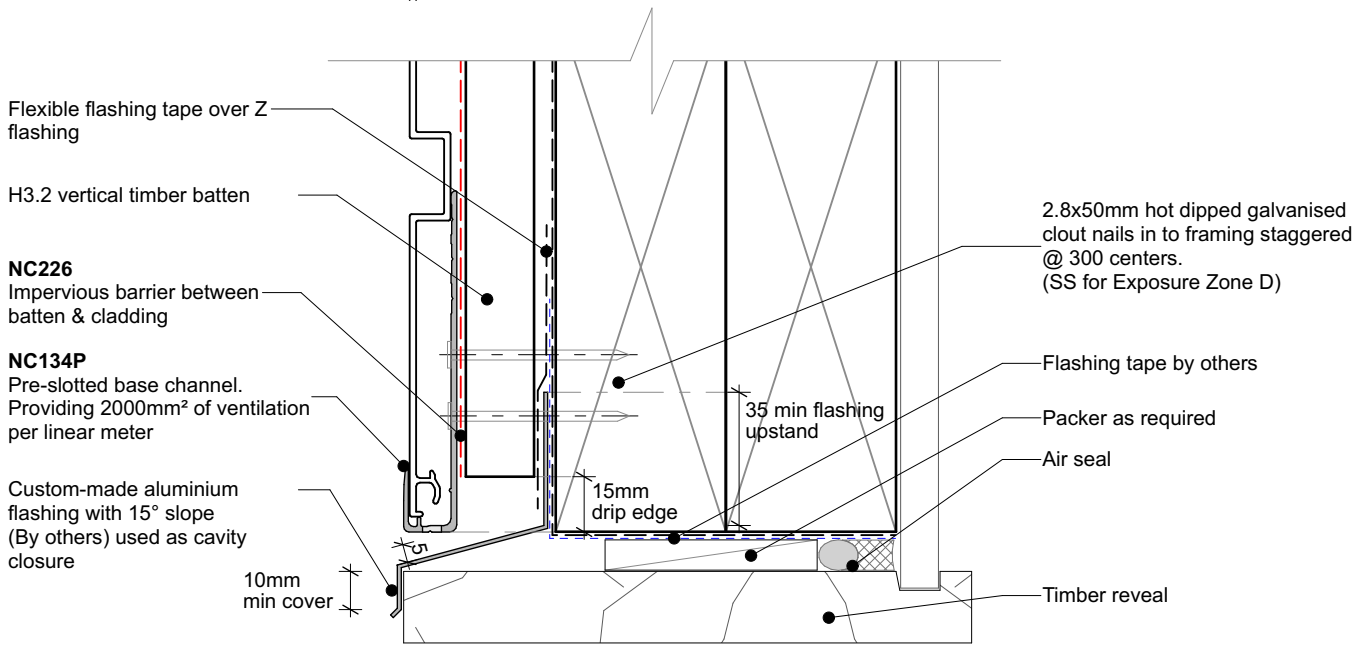 Flexible flashing tape over Z
flashing
H3.2 vertical timber batten
NC226
Impervious barrier between
batten & cladding
NC134P
Pre-slotted base channel.
Providing 2000mm² of ventilation
per linear meter
Custom-made aluminium
flashing with 15° slope
(By others) used as cavity
closure
5
10mm
min cover
15mm
drip edge
35 min flashing
upstand
2.8x50mm hot dipped galvanised
clout nails in to framing staggered
@ 300 centers.
(SS for Exposure Zone D)
Flashing tape by others
Packer as required
Air seal
Timber reveal